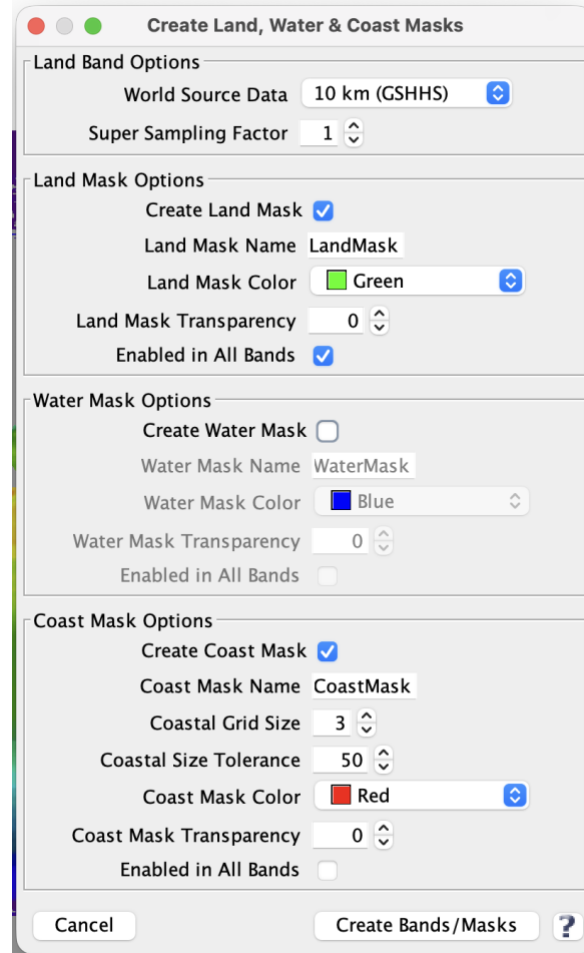 Create Land, Water & Coast Masks
Land Band Options
World Source Data 10 km (GSHHS)
Super Sampling Factor 1
Land Mask Options
Create Land Mask
Land Mask Name LandMask
Land Mask Color Green
Land Mask Transparency 0
Enabled in All Bands
Water Mask Options
Create Water Mask
Water Mask Name WaterMask
Water Mask Color Blue
Water Mask Transparency 0
Enabled in All Bands
Coast Mask Options
Create Coast Mask
Coast Mask Name CoastMask
Coastal Grid Size 3
Coastal Size Tolerance 50
Coast Mask Color Red
Coast Mask Transparency 0
Enabled in All Bands
Cancel Create Bands/Masks ?